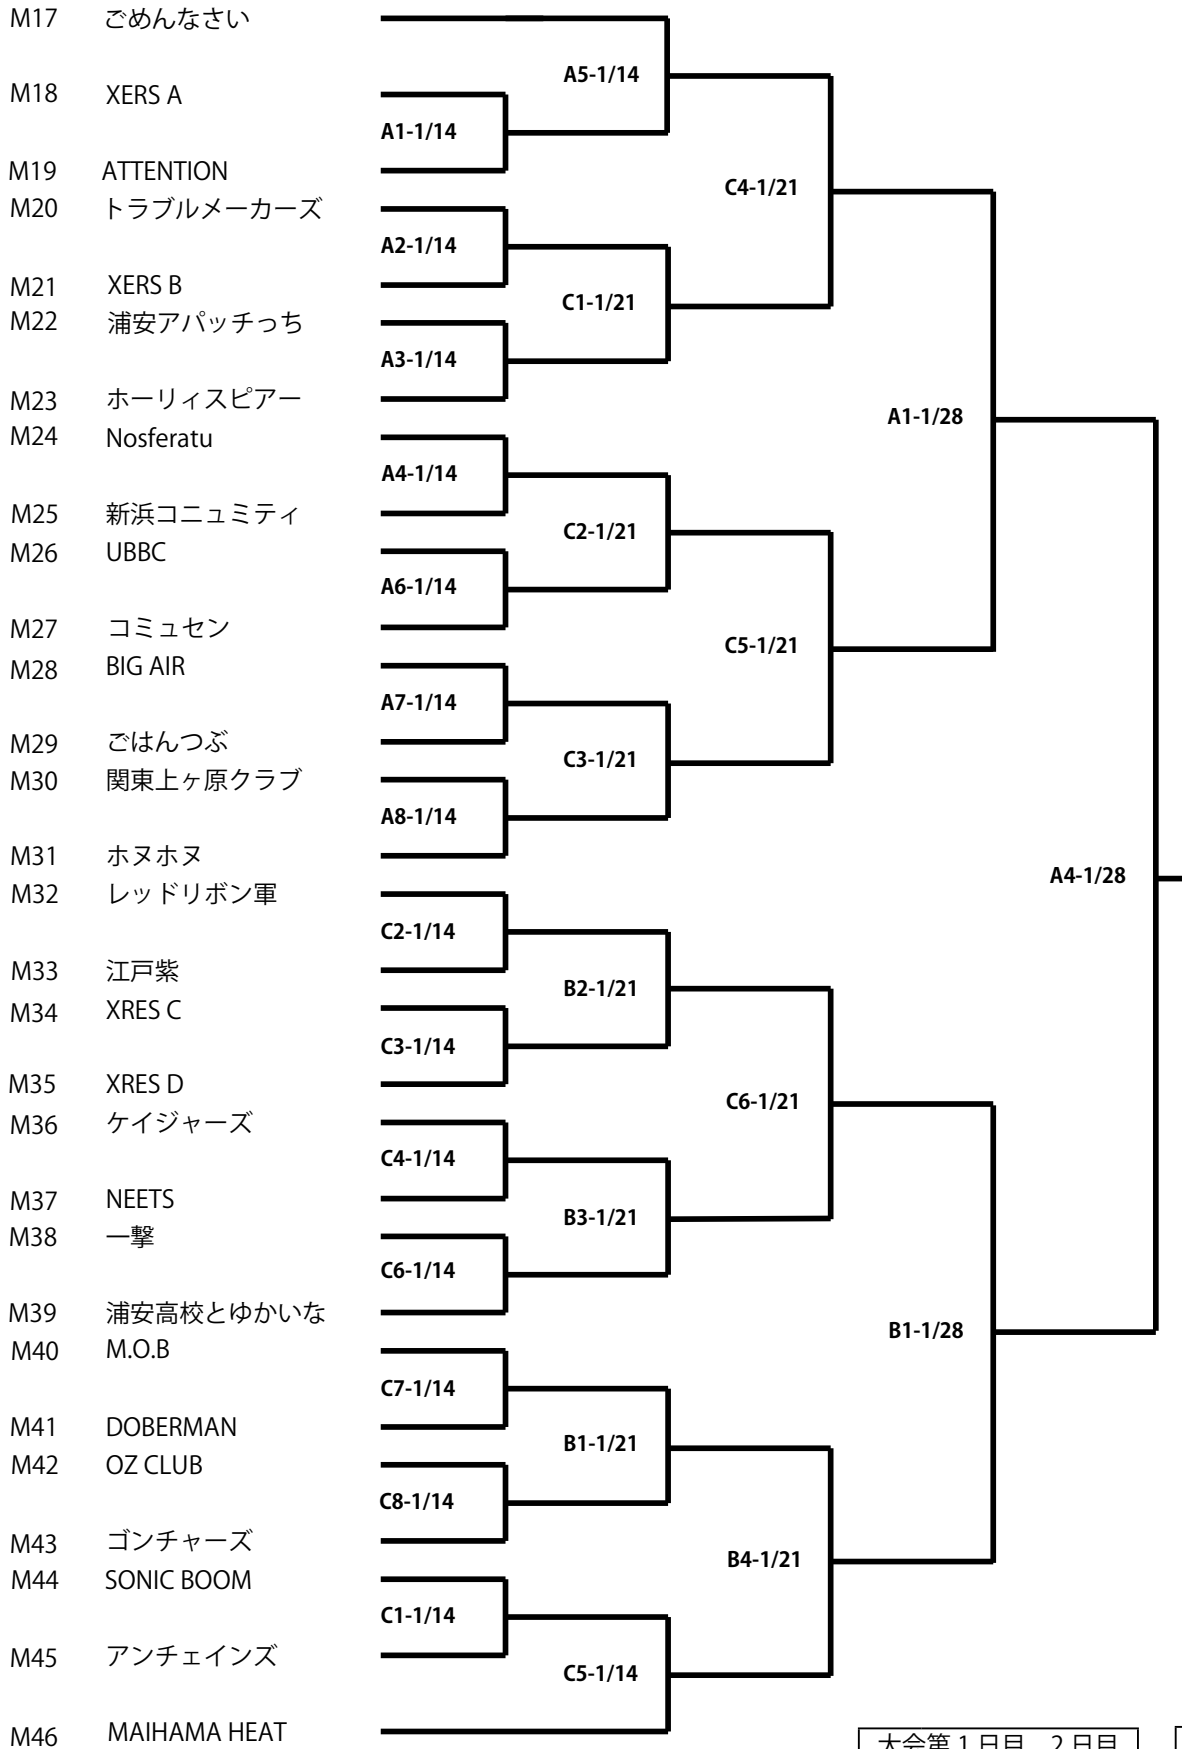 M17 ごめんなさい
A5-1/14
M18 XERS A
A1-1/14
M19 ATTENTION
C4-1/21
M20 トラブルメーカーズ
A2-1/14
M21 XERS B
C1-1/21
M22 浦安アパッチっち
A3-1/14
M23 ホーリィスピアー
A1-1/28
M24 Nosferatu
A4-1/14
M25 新浜コニュミティ
C2-1/21
M26 UBBC
A6-1/14
M27 コミュセン
C5-1/21
M28 BIG AIR
A7-1/14
M29 ごはんつぶ
C3-1/21
M30 関東上ヶ原クラブ
A8-1/14
M31 ホヌホヌ
A4-1/28
M32 レッドリボン軍
C2-1/14
M33 江戸紫
B2-1/21
M34 XRES C
C3-1/14
M35 XRES D
C6-1/21
M36 ケイジャーズ
C4-1/14
M37 NEETS
B3-1/21
M38 一撃
C6-1/14
M39 浦安高校とゆかいな
B1-1/28
M40 M.O.B
C7-1/14
M41 DOBERMAN
B1-1/21
M42 OZ CLUB
C8-1/14
M43 ゴンチャーズ
B4-1/21
M44 SONIC BOOM
C1-1/14
M45 アンチェインズ
C5-1/14
M46 MAIHAMA HEAT
大会第1日目、2日目